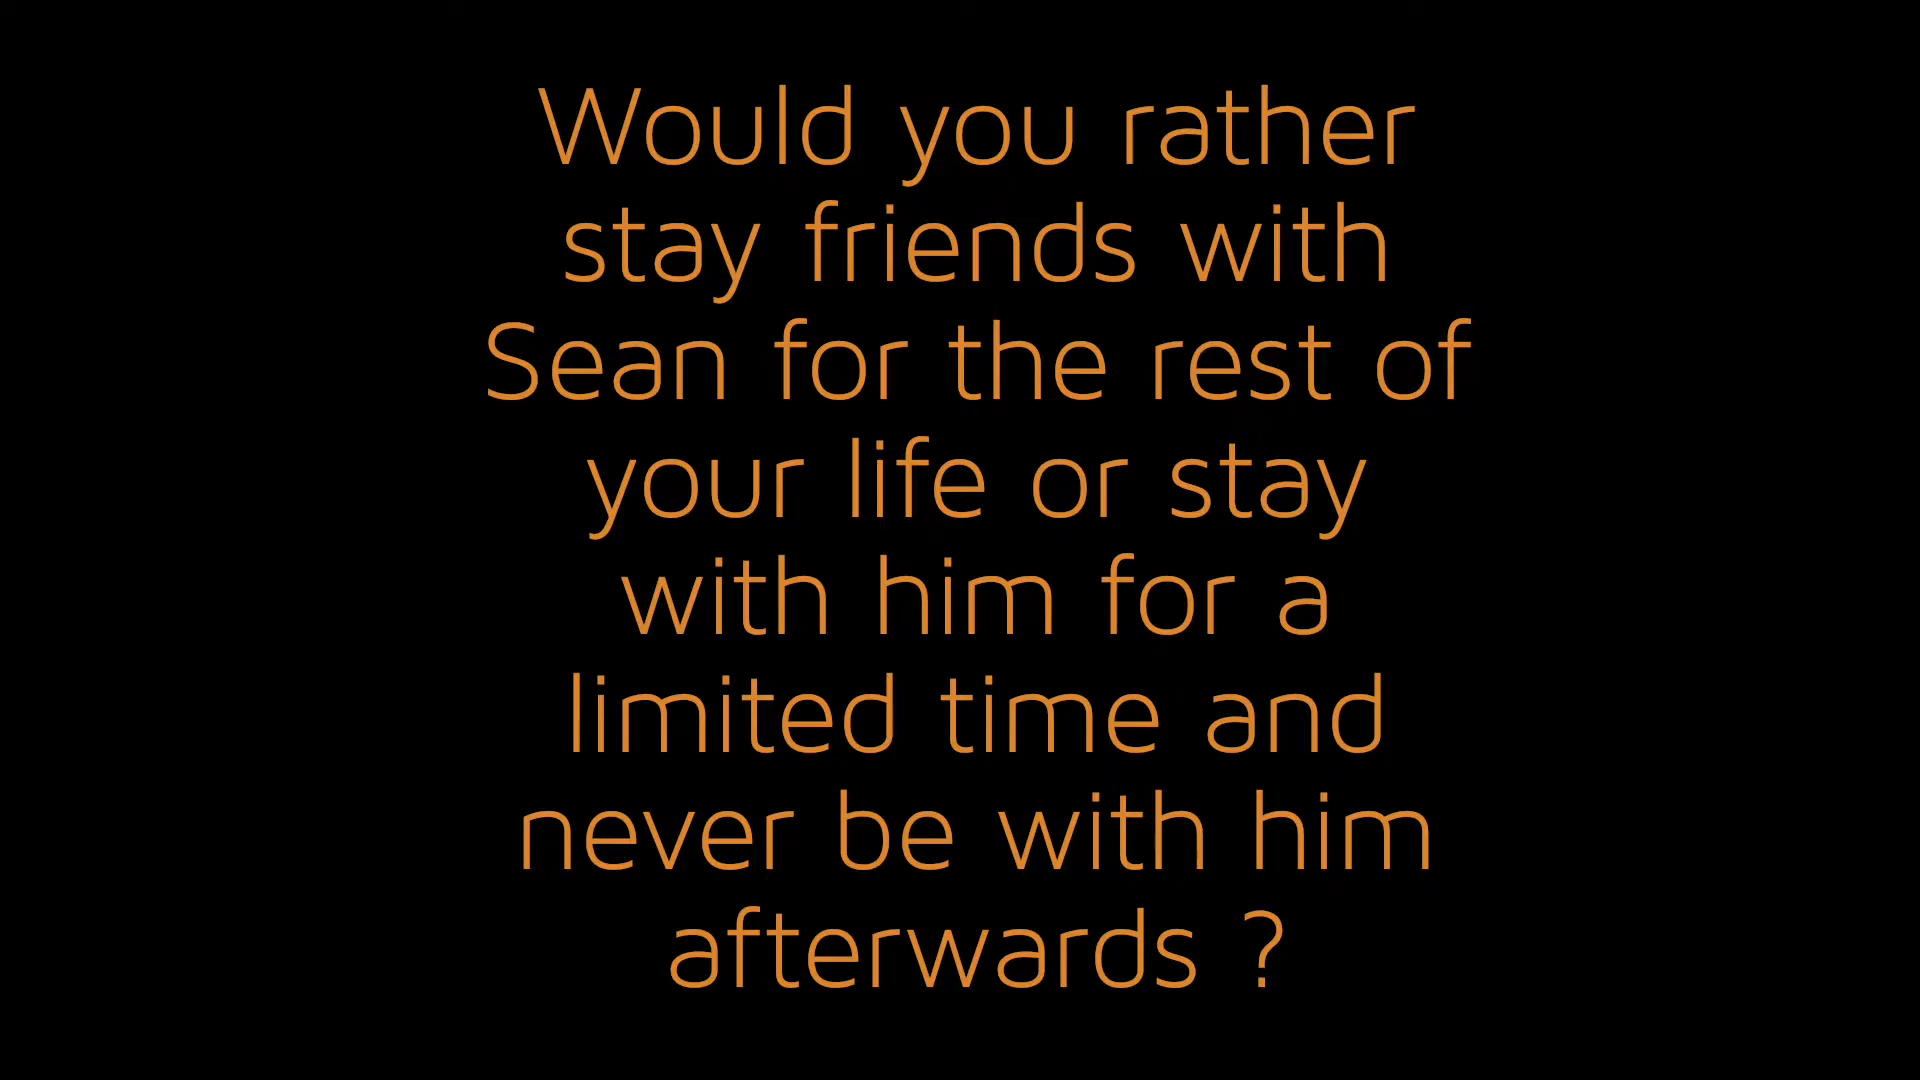 Would you rather
stay friends with
Sean for the rest of
your life or stay
with him for a
limited time and
never be with him
afterwards ?